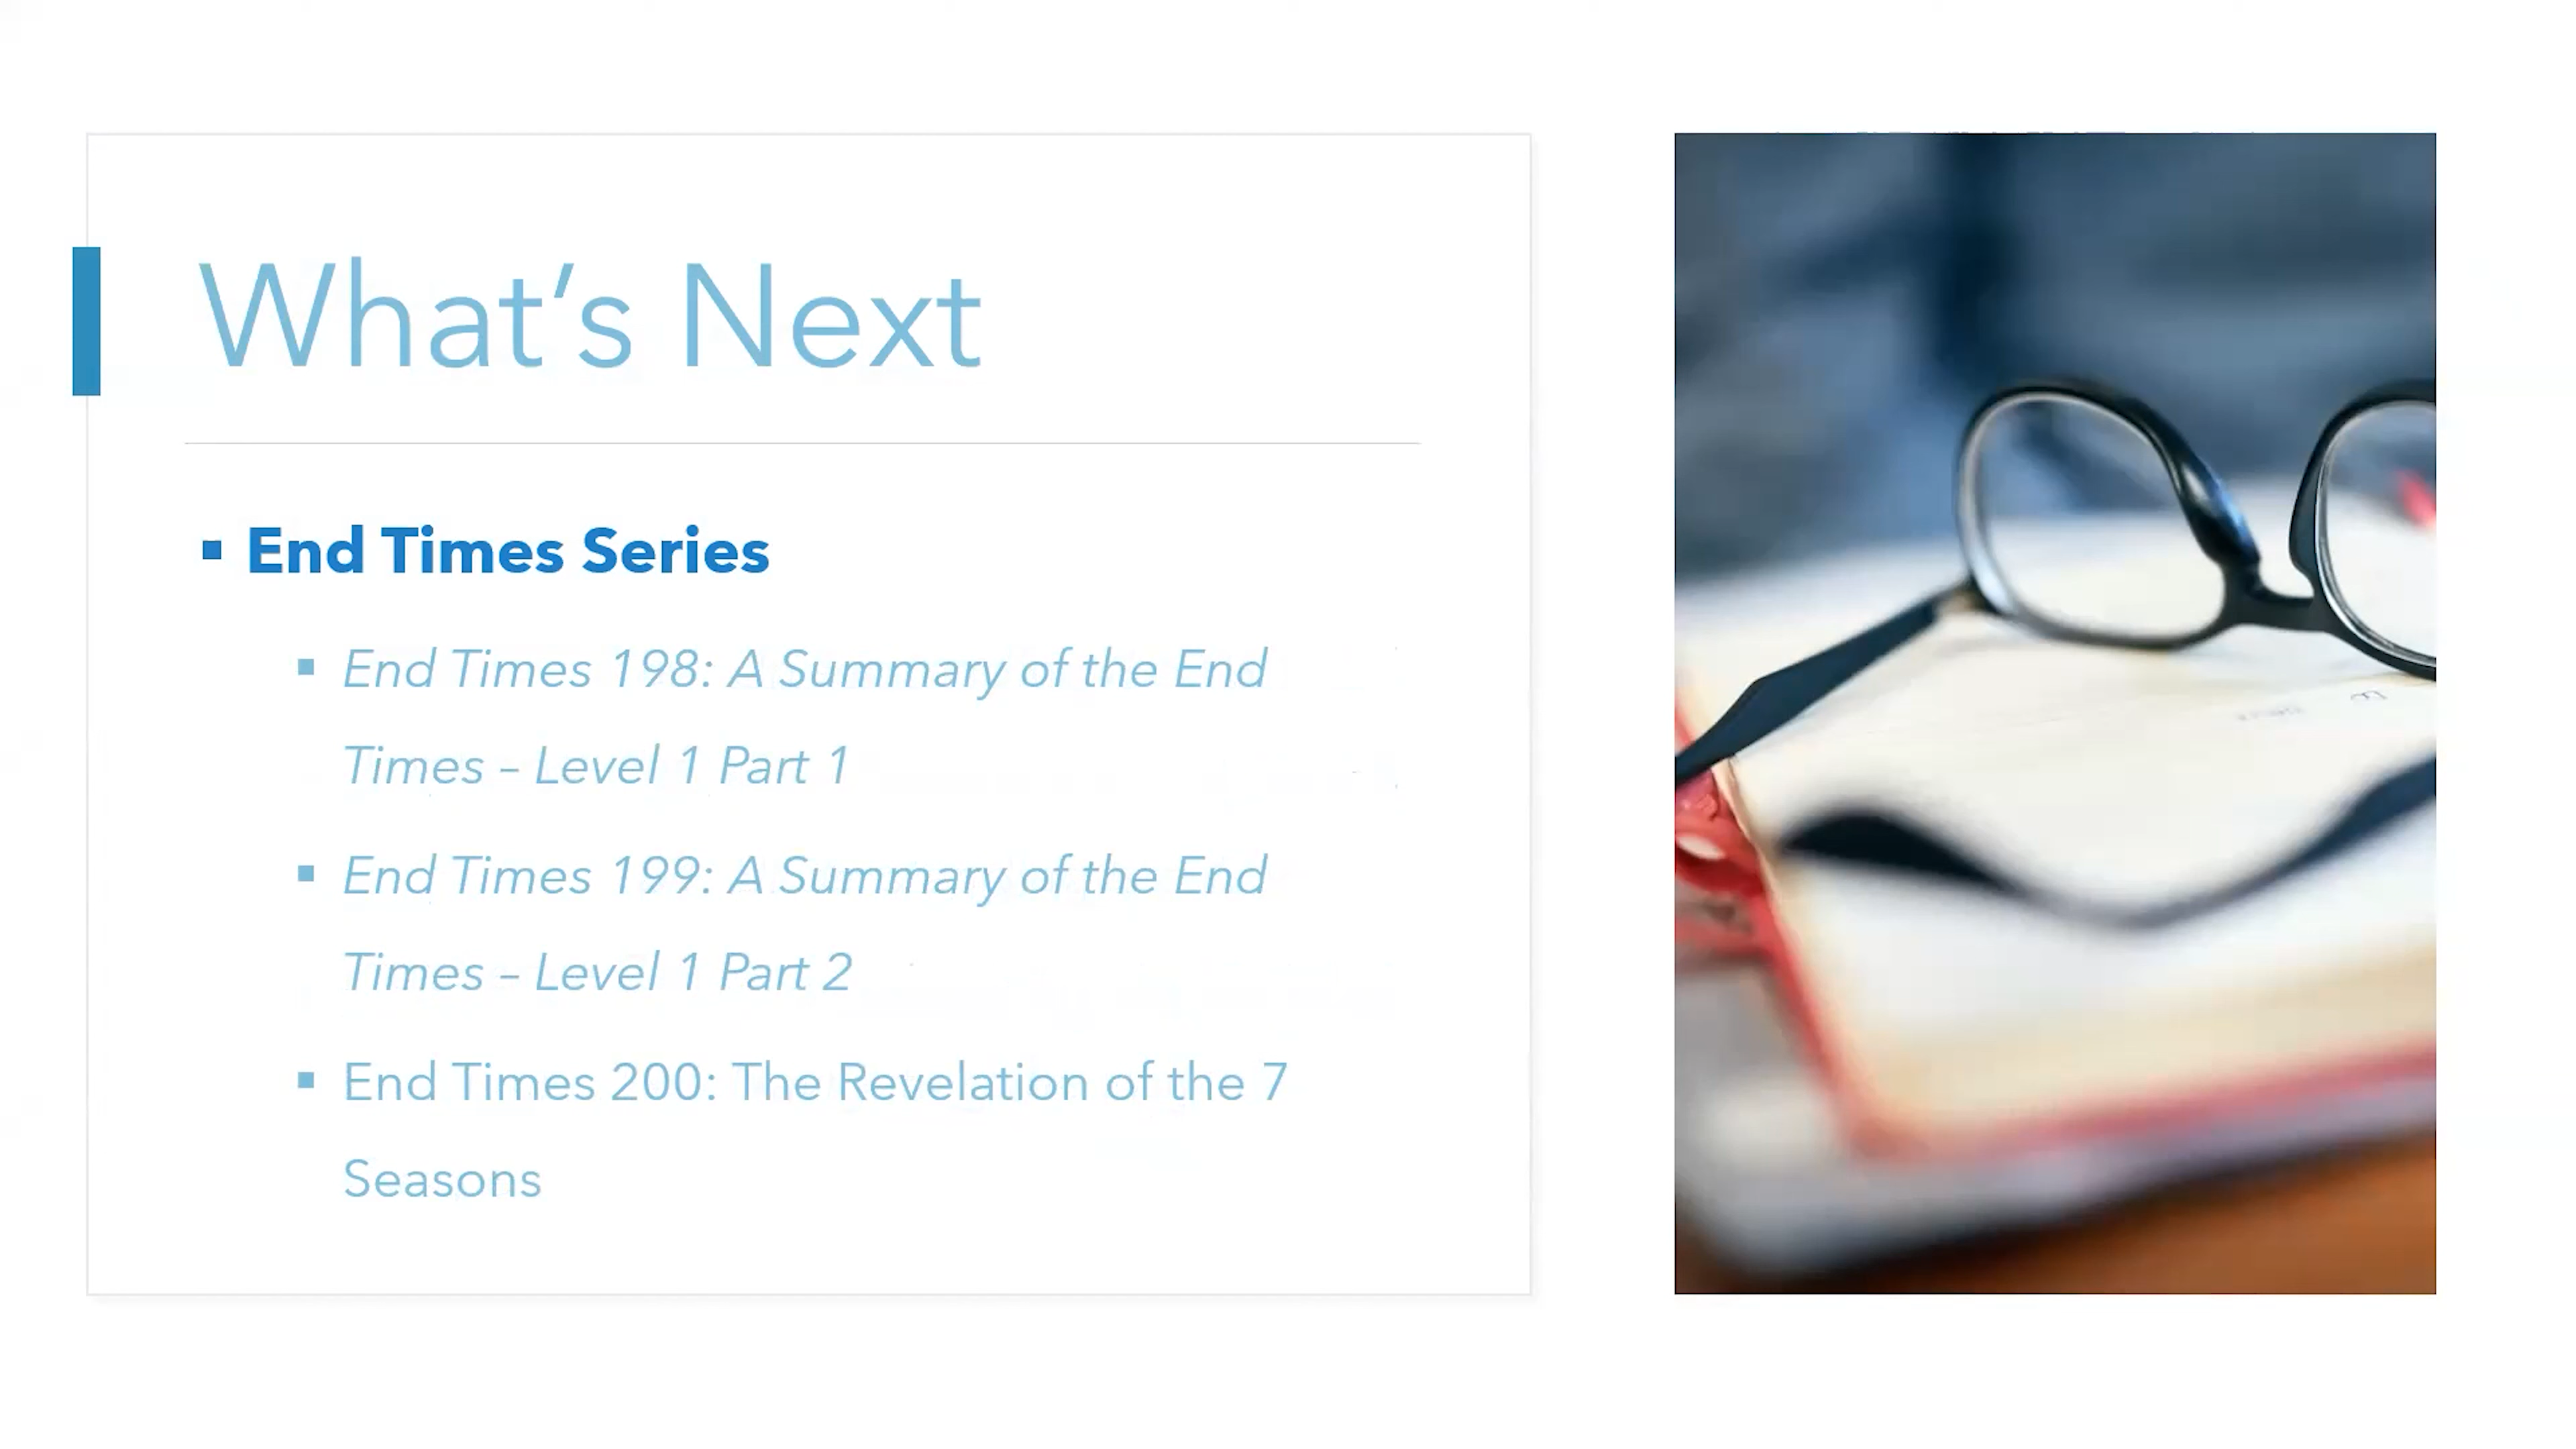 What's Next
End Times Series
End Times 198: A Summary of the End
Times – Level 1 Part 1
End Times 199: A Summary of the End
Times – Level 1 Part 2
End Times 200: The Revelation of the 7
Seasons